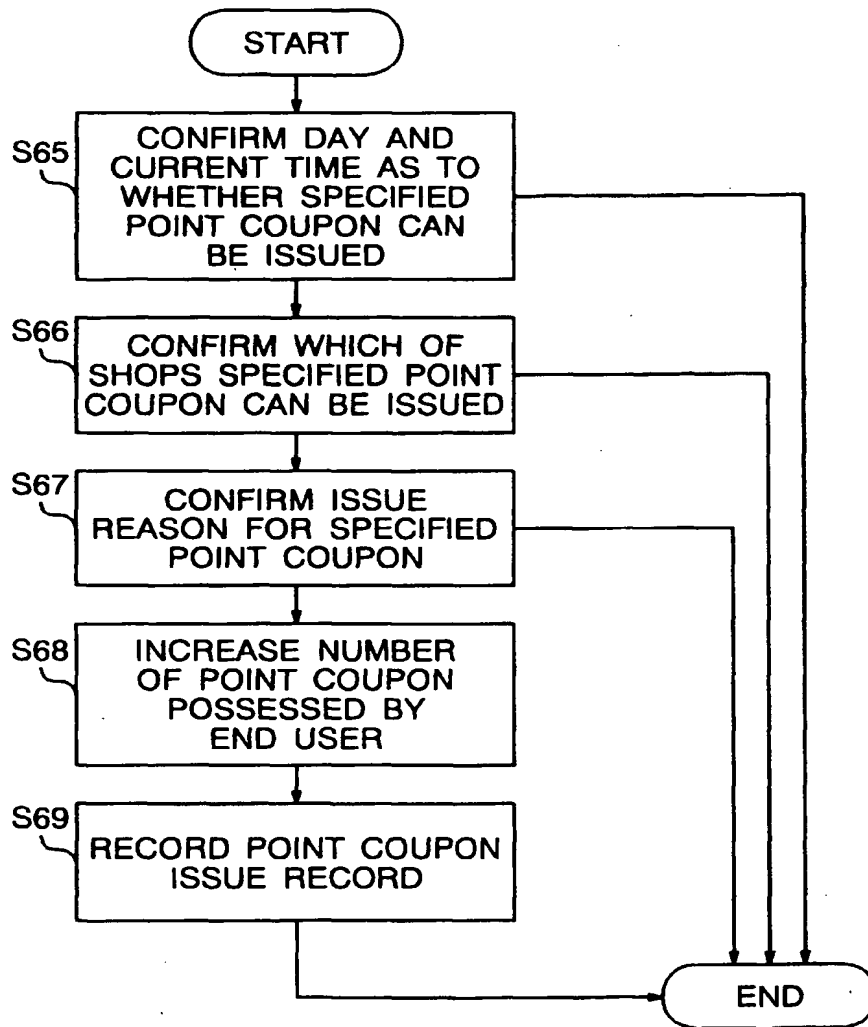 START
S65
CONFIRM DAY AND
CURRENT TIME AS TO
WHETHER SPECIFIED
POINT COUPON CAN
BE ISSUED
S66
CONFIRM WHICH OF
SHOPS SPECIFIED POINT
COUPON CAN BE ISSUED
S67
CONFIRM ISSUE
REASON FOR SPECIFIED
POINT COUPON
S68
INCREASE NUMBER
OF POINT COUPON
POSSESSED BY
END USER
S69
RECORD POINT COUPON
ISSUE RECORD
END